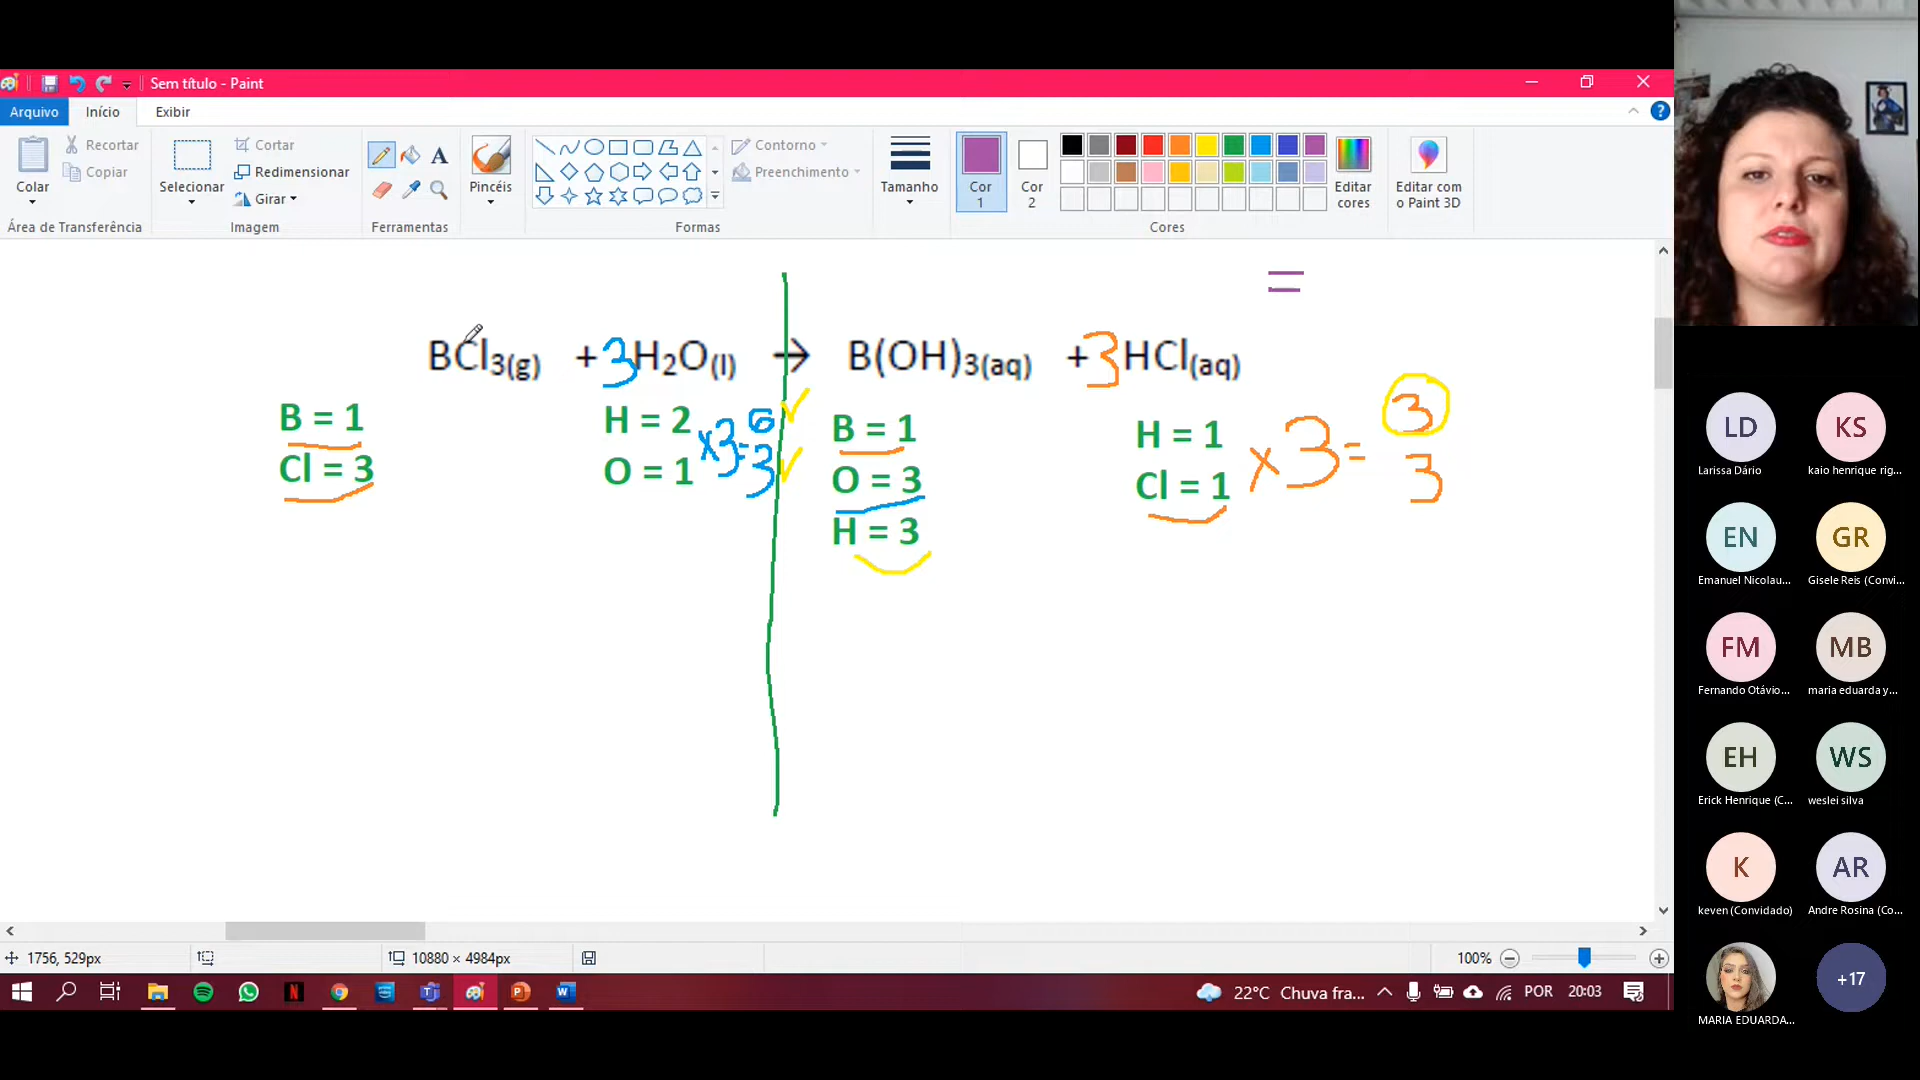 Sem título - Paint
Arquivo Início Exibir
Colar
Recortar
Copiar
Área de Transferência
Selecionar
Cortar
Redimensionar
Girar
Imagem
A
Ferramentas
Pincéis
Formas
Contorno
Preenchimento
Tamanho
Cor 1
Cor 2
Editar cores
Editar com o Paint 3D
Cores
=
BCl3(g) + 3H2O(l) → B(OH)3(aq) + 3HCl(aq)
B = 1
Cl = 3
H = 2
O = 1
x3=
6
3
B = 1
O = 3
H = 3
H = 1
Cl = 1
x3=
3
3
1756, 529px
10880 × 4984px
100%
22°C Chuva fra... POR 20:03
LD
Larissa Dário
KS
kaio henrique rig...
EN
Emanuel Nicolau...
GR
Gisele Reis (Convi...
FM
Fernando Otávio...
MB
maria eduarda y...
EH
Erick Henrique (C...
WS
weslei silva
K
keven (Convidado)
AR
Andre Rosina (Co...
MARIA EDUARDA...
+17